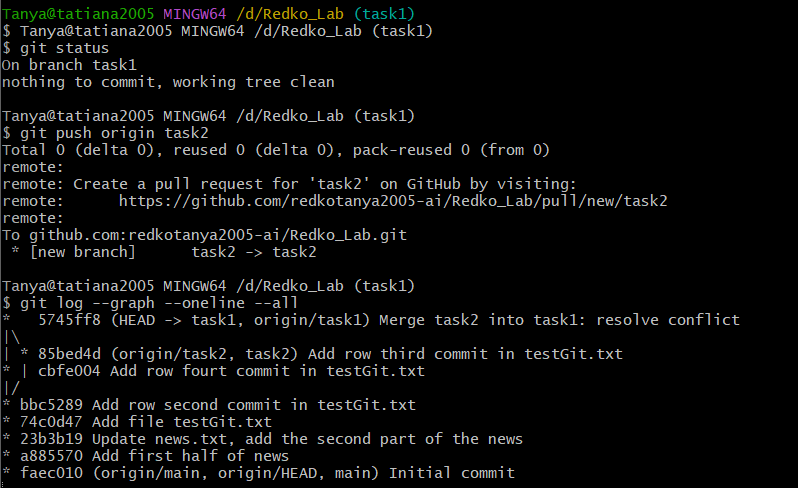 Tanya@tatiana2005 MINGW64 /d/Redko_Lab (task1)
$ Tanya@tatiana2005 MINGW64 /d/Redko_Lab (task1)
$ git status
On branch task1
nothing to commit, working tree clean

Tanya@tatiana2005 MINGW64 /d/Redko_Lab (task1)
$ git push origin task2
Total 0 (delta 0), reused 0 (delta 0), pack-reused 0 (from 0)
remote:
remote: Create a pull request for 'task2' on GitHub by visiting:
remote:      https://github.com/redkotanya2005-ai/Redko_Lab/pull/new/task2
remote:
To github.com:redkotanya2005-ai/Redko_Lab.git
 * [new branch]      task2 -> task2

Tanya@tatiana2005 MINGW64 /d/Redko_Lab (task1)
$ git log --graph --oneline --all
*   5745ff8 (HEAD -> task1, origin/task1) Merge task2 into task1: resolve conflict
|\
| * 85bed4d (origin/task2, task2) Add row third commit in testGit.txt
* | cbfe004 Add row fourt commit in testGit.txt
|/
* bbc5289 Add row second commit in testGit.txt
* 74c0d47 Add file testGit.txt
* 23b3b19 Update news.txt, add the second part of the news
* a885570 Add first half of news
* faec010 (origin/main, origin/HEAD, main) Initial commit